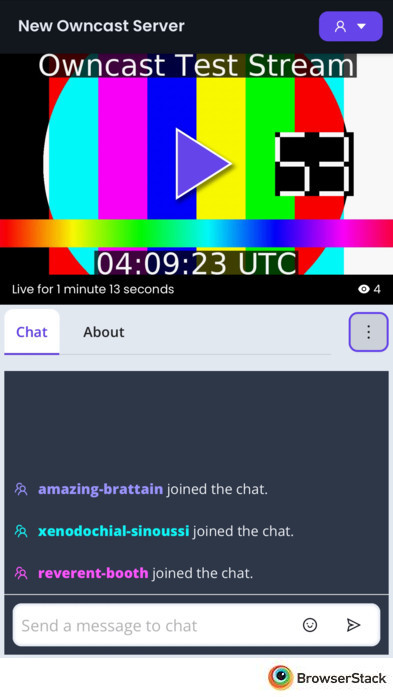 New Owncast Server
Owncast Test Stream
53
04:09:23 UTC
Live for 1 minute 13 seconds
4
Chat
About
amazing-brattain joined the chat.
xenodochial-sinoussi joined the chat.
reverent-booth joined the chat.
Send a message to chat
BrowserStack